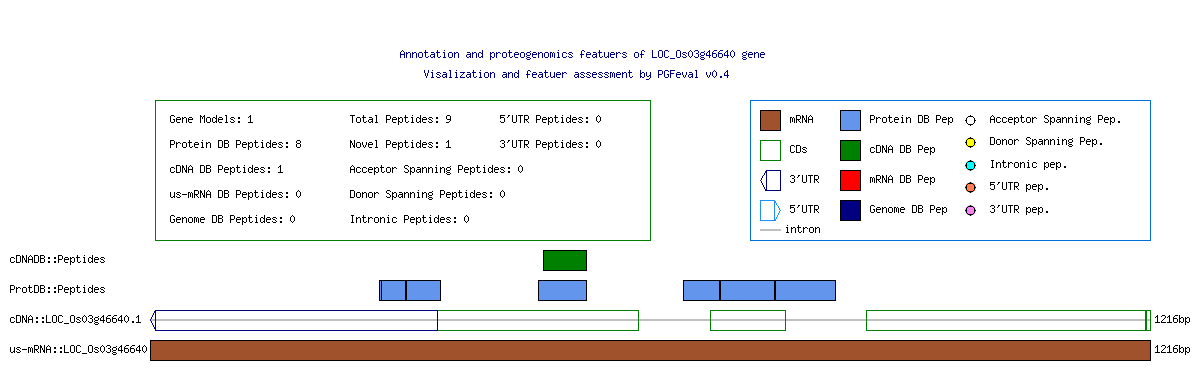 Annotation and proteogenomics featuers of LOC_Os03g46640 gene
Visalization and featuer assessment by PGFeval v0.4
Gene Models: 1 Total Peptides: 9 5'UTR Peptides: 0
Protein DB Peptides: 8 Novel Peptides: 1 3'UTR Peptides: 0
cDNA DB Peptides: 1 Acceptor Spanning Peptides: 0
us-mRNA DB Peptides: 0 Donor Spanning Peptides: 0
Genome DB Peptides: 0 Intronic Peptides: 0
mRNA Protein DB Pep Acceptor Spanning Pep.
CDs cDNA DB Pep Donor Spanning Pep.
3'UTR mRNA DB Pep Intronic pep.
5'UTR Genome DB Pep 5'UTR pep.
intron 3'UTR pep.
cDNADB::Peptides
ProtDB::Peptides
cDNA::LOC_Os03g46640.1 1216bp
us-mRNA::LOC_Os03g46640 1216bp